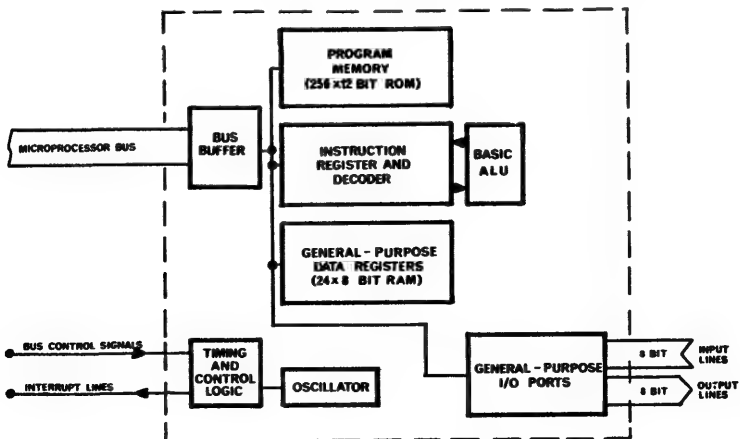 PROGRAM
MEMORY
(256×12 BIT ROM)
MICROPROCESSOR BUS
BUS
BUFFER
INSTRUCTION
REGISTER AND
DECODER
BASIC
ALU
GENERAL-PURPOSE
DATA REGISTERS
(24×8 BIT RAM)
BUS CONTROL SIGNALS
INTERRUPT LINES
TIMING
AND
CONTROL
LOGIC
OSCILLATOR
GENERAL-PURPOSE
I/O PORTS
8 BIT
INPUT
LINES
8 BIT
OUTPUT
LINES